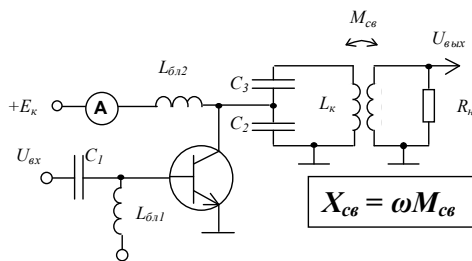 M_св
U_вых
L_бл2
C_3
A
+E_к
L_к
R_н
C_2
U_вх
C_1
L_бл1
X_св = ωM_св